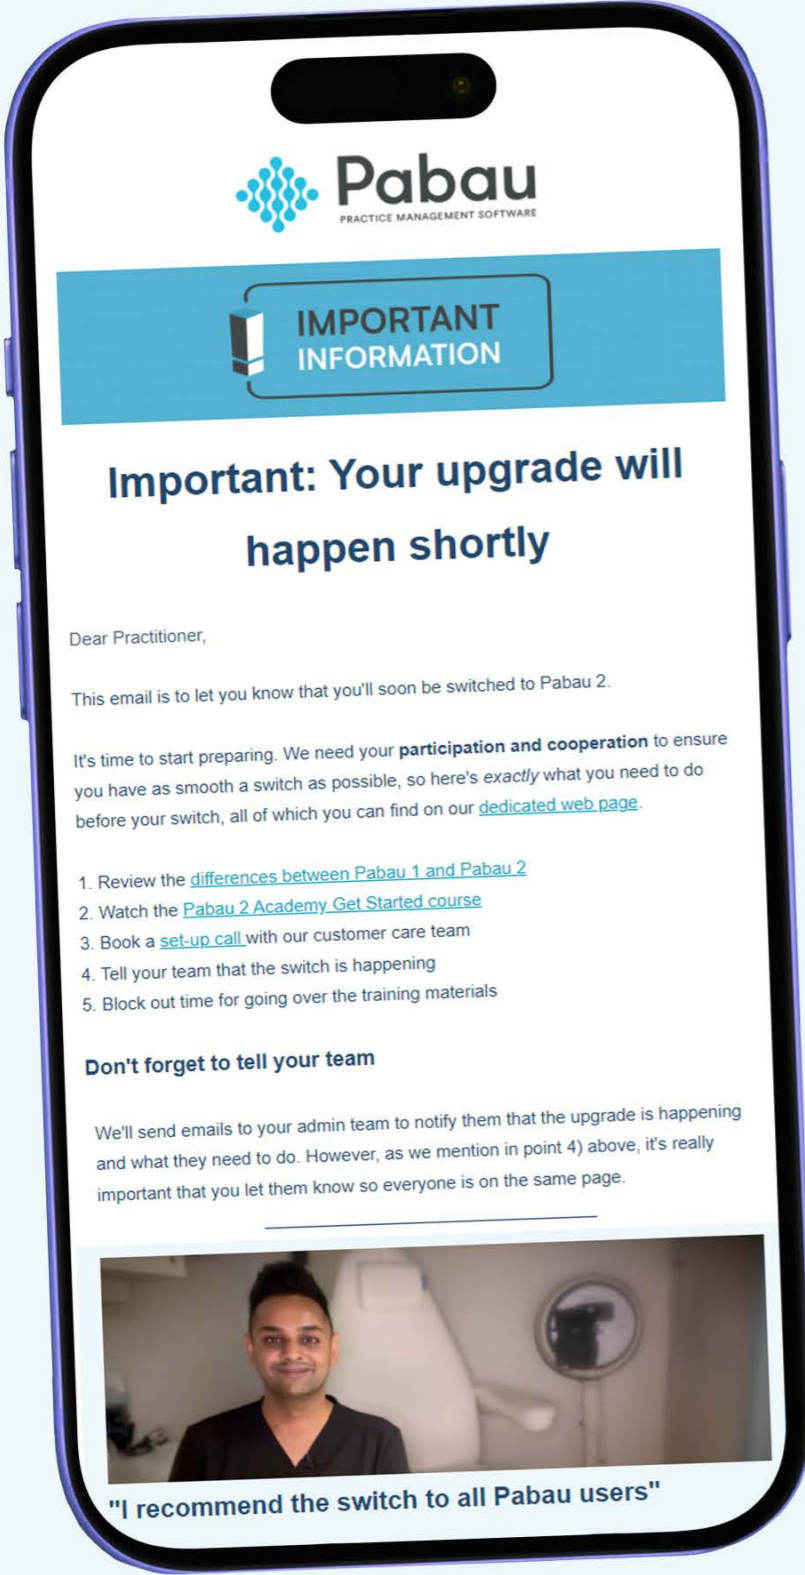 Pabau
PRACTICE MANAGEMENT SOFTWARE
IMPORTANT
INFORMATION
Important: Your upgrade will
happen shortly
Dear Practitioner,
This email is to let you know that you'll soon be switched to Pabau 2.
It's time to start preparing. We need your participation and cooperation to ensure
you have as smooth a switch as possible, so here's exactly what you need to do
before your switch, all of which you can find on our dedicated web page.
1. Review the differences between Pabau 1 and Pabau 2
2. Watch the Pabau 2 Academy Get Started course
3. Book a set-up call with our customer care team
4. Tell your team that the switch is happening
5. Block out time for going over the training materials
Don't forget to tell your team
We'll send emails to your admin team to notify them that the upgrade is happening
and what they need to do. However, as we mention in point 4) above, it's really
important that you let them know so everyone is on the same page.
"I recommend the switch to all Pabau users"